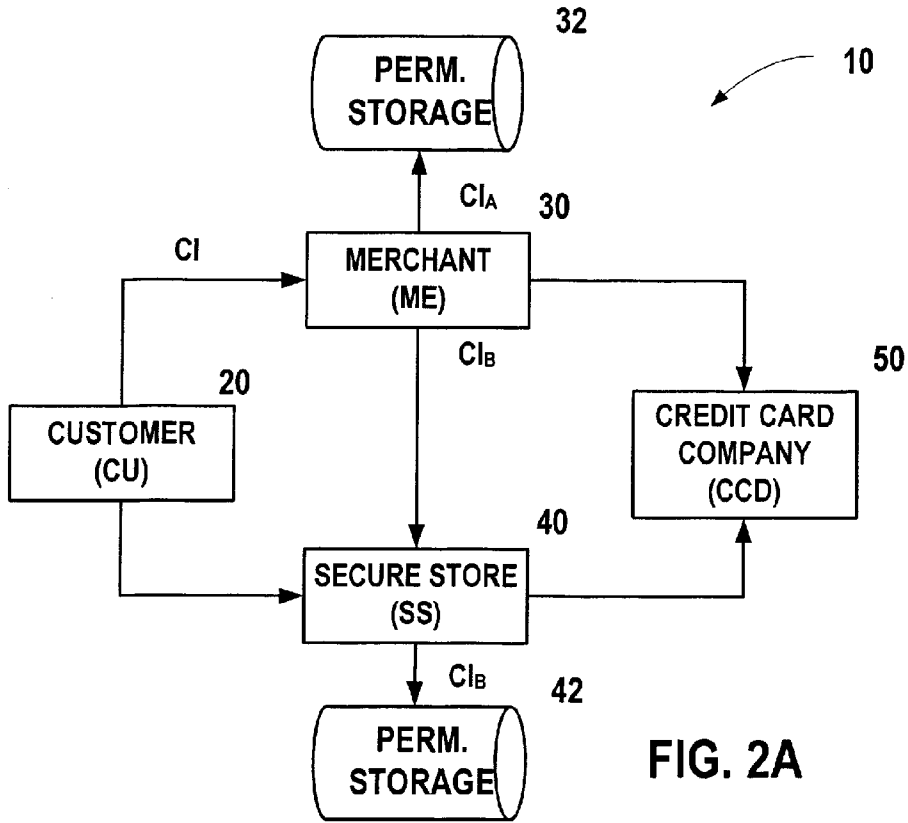 32
PERM.
STORAGE
10
CIA
30
CI
MERCHANT
(ME)
CIB
50
20
CUSTOMER
(CU)
CREDIT CARD
COMPANY
(CCD)
40
SECURE STORE
(SS)
CIB
42
PERM.
STORAGE
FIG. 2A